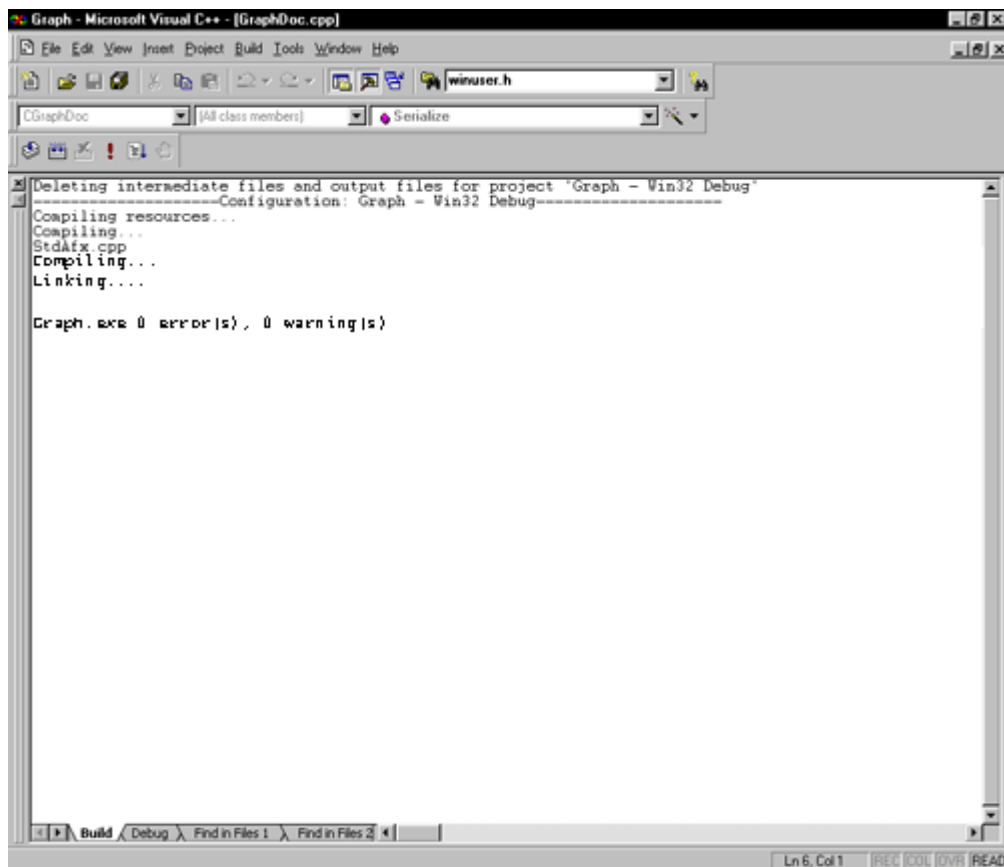 Graph - Microsoft Visual C++ - [GraphDoc.cpp]
File Edit View Insert Project Build Tools Window Help
winuser.h
CGraphDoc (All class members) Serialize
Deleting intermediate files and output files for project 'Graph - Win32 Debug'
--------------------Configuration: Graph - Win32 Debug--------------------
Compiling resources...
Compiling...
StdAfx.cpp
Compiling...
Linking....
Graph.exe 0 error(s), 0 warning(s)
Build Debug Find in Files 1 Find in Files 2
Ln 6, Col 1 REC COL OVR READ